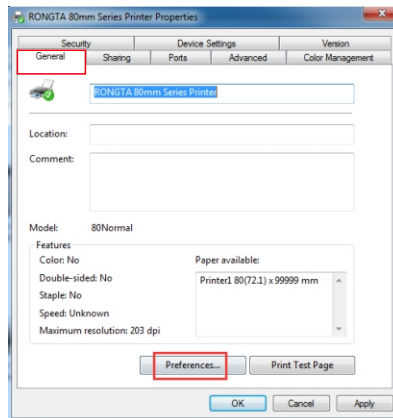 RONGTA 80mm Series Printer Properties
Security Device Settings Version
General Sharing Ports Advanced Color Management
RONGTA 80mm Series Printer
Location:
Comment:
Model: 80Normal
Features
Color: No Paper available:
Double-sided: No Printer1 80(72.1) x 99999 mm
Staple: No
Speed: Unknown
Maximum resolution: 203 dpi
Preferences... Print Test Page
OK Cancel Apply